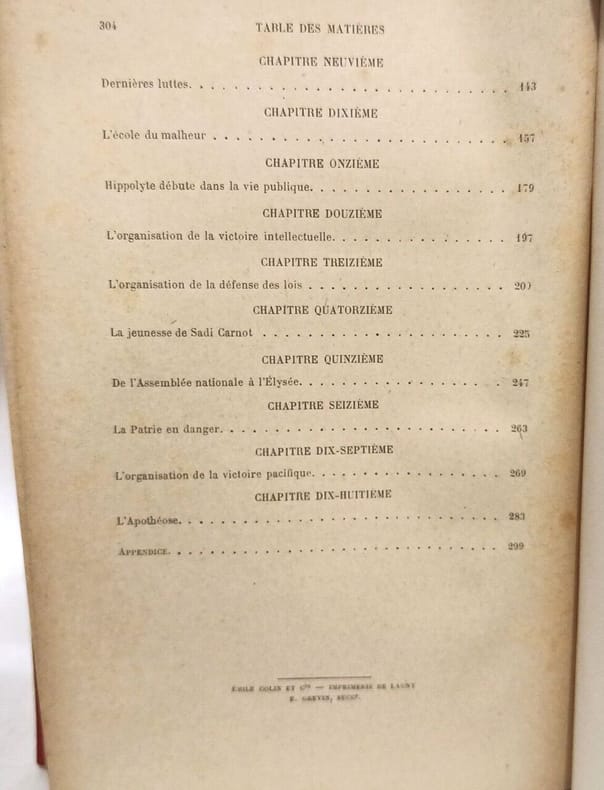 304 TABLE DES MATIÈRES
CHAPITRE NEUVIÈME
Dernières luttes. . . . . . . . . . . . . . . . . . 143
CHAPITRE DIXIÈME
L'école du malheur . . . . . . . . . . . . . . . . . 157
CHAPITRE ONZIÈME
Hippolyte débute dans la vie publique. . . . . . . . . . . 179
CHAPITRE DOUZIÈME
L'organisation de la victoire intellectuelle. . . . . . . . . . 197
CHAPITRE TREIZIÈME
L'organisation de la défense des lois . . . . . . . . . . . 20
CHAPITRE QUATORZIÈME
La jeunesse de Sadi Carnot . . . . . . . . . . . . . . 225
CHAPITRE QUINZIÈME
De l'Assemblée nationale à l'Élysée. . . . . . . . . . . . 247
CHAPITRE SEIZIÈME
La Patrie en danger. . . . . . . . . . . . . . . . . 263
CHAPITRE DIX-SEPTIÈME
L'organisation de la victoire pacifique. . . . . . . . . . . 269
CHAPITRE DIX-HUITIÈME
L'Apothéose. . . . . . . . . . . . . . . . . . . . 283
APPENDICE. . . . . . . . . . . . . . . . . . . . . 299
ÉMILE COLIN ET Cie — IMPRIMERIE DE LAGNY
E. GREVIN, SUCCr.